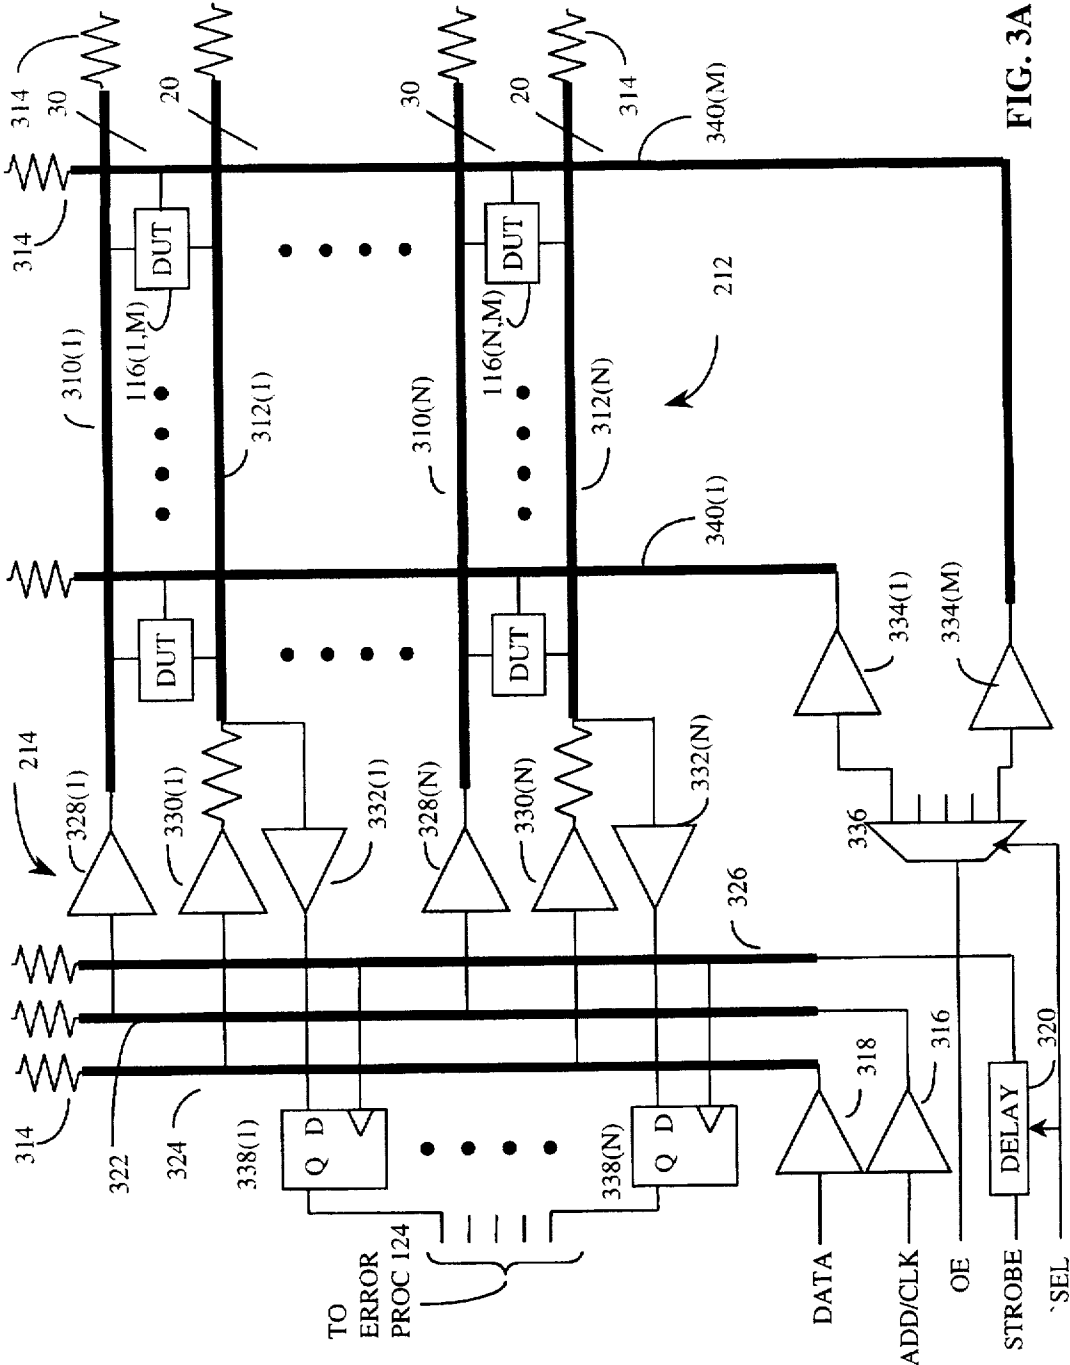 314
30
20
30
20
314
340(M)
FIG. 3A
314
DUT
DUT
310(1)
116(1,M)
312(1)
310(N)
116(N,M)
312(N)
212
340(1)
DUT
DUT
334(1)
334(M)
214
328(1)
330(1)
332(1)
328(N)
330(N)
332(N)
336
326
314
322
324
338(1)
Q D
338(N)
Q D
318
316
320
DELAY
TO
ERROR
PROC 124
DATA
ADD/CLK
OE
STROBE
`SEL